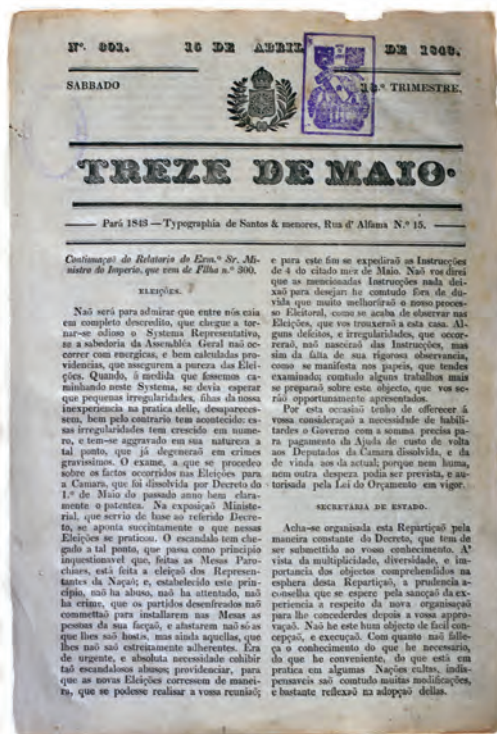 Nº. 301. 15 DE ABRIL DE 1843.
SABBADO
13.º TRIMESTRE.
TREZE DE MAIO.
Pará 1843 — Typographia de Santos & menores, Rua d' Alfama N.º 15.
Continuaçaõ do Relatorio do Exm.º Sr. Mi-
nistro do Imperio, que vem de Filha n.º 300.
ELEIÇÕES.
Naõ será para admirar que entre nós caia
em completo descredito, que chegue a tor-
nar-se odioso o Systema Representativo,
se a sabedoria da Assembléa Geral naõ oc-
correr com energicas, e bem calculadas pro-
videncias, que assegurem a pureza das Elei-
ções. Quando, á medida que fossemos ca-
minhando neste Systema, se devia esperar
que pequenas irregularidades, filhas da nossa
inexperiencia na pratica delle, desapareces-
sem, bem pelo contrario tem acontecido: es-
sas irregularidades tem crescido em nume-
ro, e tem-se aggravado em sua natureza a
tal ponto, que já degeneraõ em crimes
gravissimos. O exame, a que se procedeo
sobre os factos occorridos nas Eleições para
a Camara, que foi dissolvida por Decreto do
1.º de Maio do passado anno bem clara-
mente o patentea. Na exposiçaõ Ministe-
rial, que servio de base ao referido Decre-
to, se aponta succintamente o que nessas
Eleições se praticou. O escandalo tem che-
gado a tal ponto, que passa como principio
inquestionavel que, feitas as Mesas Paro-
chiaes, está feita a eleiçaõ dos Represen-
tantes da Naçaõ; e, estabelecido este prin-
cipio, naõ ha abuso, naõ ha attentado, naõ
ha crime, que os partidos desenfreados naõ
commettaõ para installarem nas Mesas as
pessoas da sua facçaõ, e afastarem naõ só as
que lhes saõ hostis, mas ainda aquellas, que
lhes naõ saõ estreitamente adherentes. Era
de urgente, e absoluta necessidade cohibir
taõ escandalosos abusos; providenciar, para
que as novas Eleições corressem de manei-
ra, que se podesse realisar a vossa reuniaõ;
e para este fim se expediraõ as Instrucções
de 4 do citado mez de Maio. Naõ vos direi
que as mencionadas Instrucções nada dei-
xaõ para desejar: he comtudo fóra de du-
vida que muito melhoráraõ o nosso proces-
so Eleitoral, como se acaba de observar nas
Eleições, que vos trouxeraõ a esta casa. Al-
guns defeitos, e irregularidades, que occor-
reraõ, naõ nasceraõ das Instrucções, mas
sim da falta de sua rigorosa observancia,
como se manifesta nos papeis, que tendes
examinado; comtudo alguns trabalhos mais
se preparaõ sobre este objecto, que vos se-
raõ opportunamente apresentados.
Por esta occasiaõ tenho de offerecer á
vossa consideraçaõ a necessidade de habili-
tardes o Governo com a somma precisa pa-
ra pagamento da Ajuda de custo de volta
aos Deputados da Camara dissolvida, e da
de vinda aos da actual; porque nem huma,
nem outra despeza podia ser prevista, e au-
torisada pela Lei do Orçamento em vigor.
SECRETARIA DE ESTADO.
Acha-se organisada esta Repartiçaõ pela
maneira constante do Decreto, que tem de
ser submettido ao vosso conhecimento. A'
vista da multiplicidade, diversidade, e im-
portancia dos objectos comprehendidos na
esphera desta Repartiçaõ, a prudencia a-
conselha que se espere pela sancçaõ da ex-
periencia a respeito da nova organisaçaõ
para lhe concederdes depois a vossa appro-
vaçaõ. Naõ he este hum objecto de facil con-
cepçaõ, e execuçaõ. Com quanto naõ falle-
ça o conhecimento do que he necessario,
do que he conveniente, do que está em
pratica em algumas Nações cultas, indis-
pensaveis saõ comtudo muitas modificações,
e bastante reflexaõ na adopçaõ dellas.